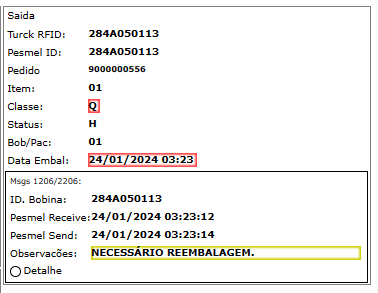 Saida
Turck RFID: 284A050113
Pesmel ID: 284A050113
Pedido 9000000556
Item: 01
Classe: Q
Status: H
Bob/Pac: 01
Data Embal: 24/01/2024 03:23
Msgs 1206/2206:
ID. Bobina: 284A050113
Pesmel Receive: 24/01/2024 03:23:12
Pesmel Send: 24/01/2024 03:23:14
Observacões: NECESSÁRIO REEMBALAGEM.
Detalhe